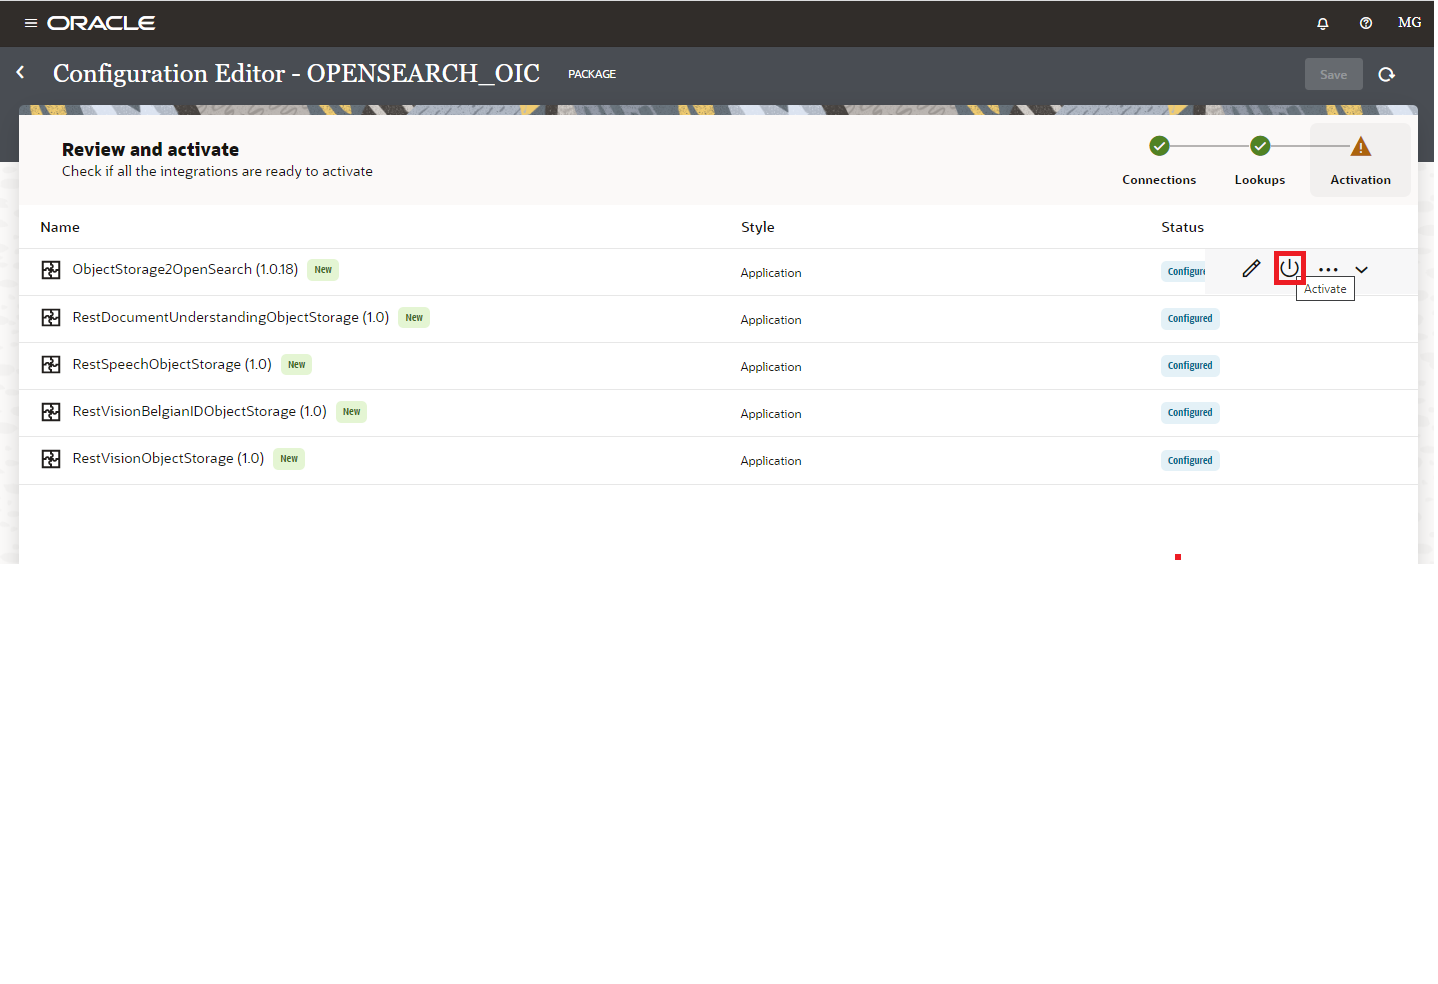 ORACLE
MG
Configuration Editor - OPENSEARCH_OIC PACKAGE
Save
Review and activate
Check if all the integrations are ready to activate
Connections Lookups Activation
Name Style Status
ObjectStorage2OpenSearch (1.0.18) New Application Configure
Activate
RestDocumentUnderstandingObjectStorage (1.0) New Application Configured
RestSpeechObjectStorage (1.0) New Application Configured
RestVisionBelgianIDObjectStorage (1.0) New Application Configured
RestVisionObjectStorage (1.0) New Application Configured